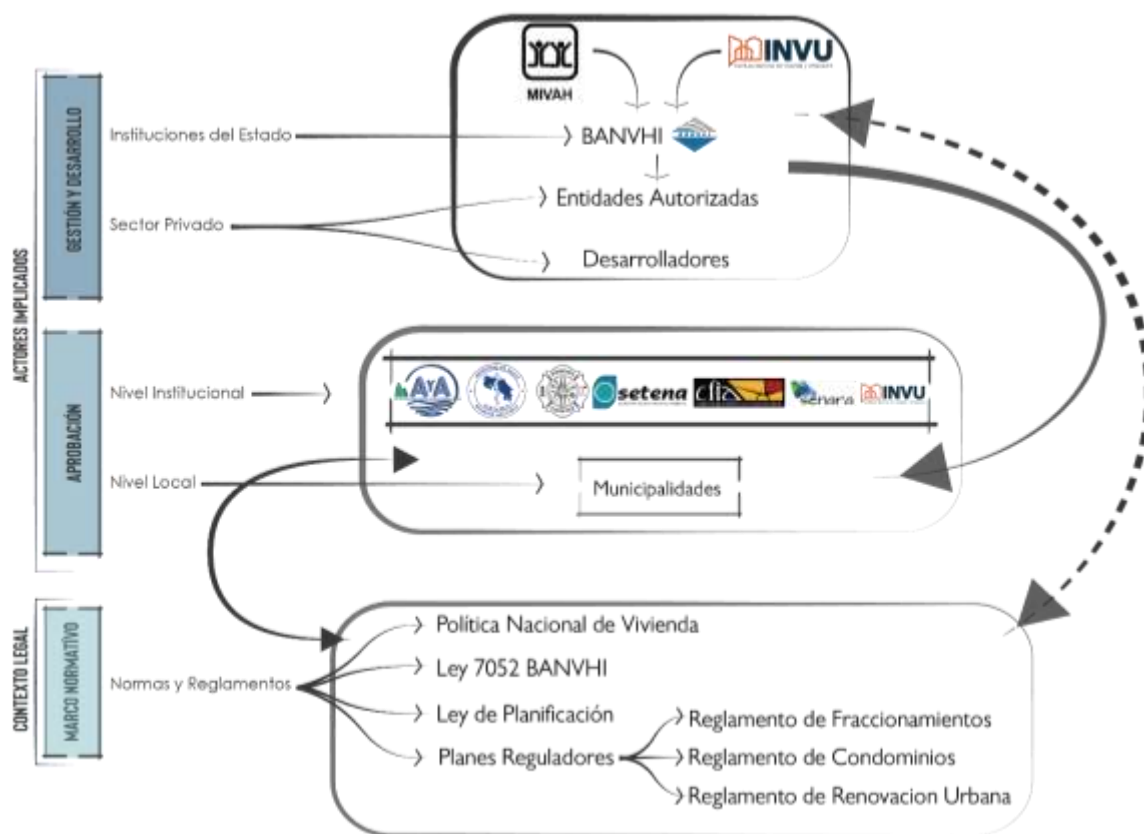 MIVAH
INVU
Instituciones del Estado
BANVHI
Entidades Autorizadas
Sector Privado
Desarrolladores
GESTIÓN Y DESARROLLO
ACTORES IMPLICADOS
Nivel Institucional
AyA
setena
cfia
senara
INVU
APROBACIÓN
Nivel Local
Municipalidades
CONTEXTO LEGAL
MARCO NORMATIVO
Normas y Reglamentos
Política Nacional de Vivienda
Ley 7052 BANVHI
Ley de Planificación
Planes Reguladores
Reglamento de Fraccionamientos
Reglamento de Condominios
Reglamento de Renovacion Urbana